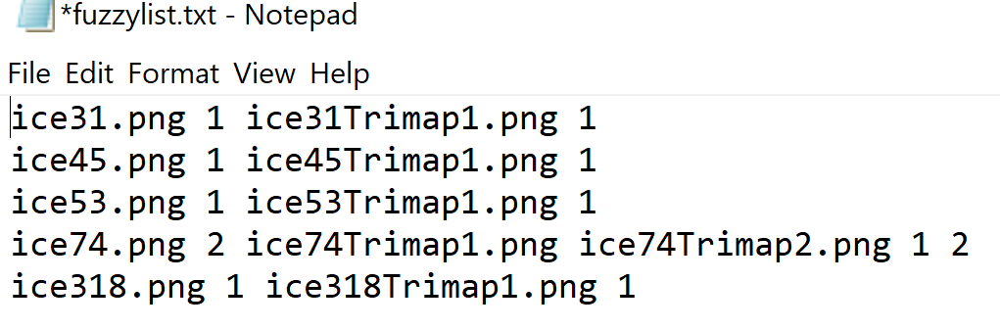 *fuzzylist.txt - Notepad
File Edit Format View Help
ice31.png 1 ice31Trimap1.png 1
ice45.png 1 ice45Trimap1.png 1
ice53.png 1 ice53Trimap1.png 1
ice74.png 2 ice74Trimap1.png ice74Trimap2.png 1 2
ice318.png 1 ice318Trimap1.png 1